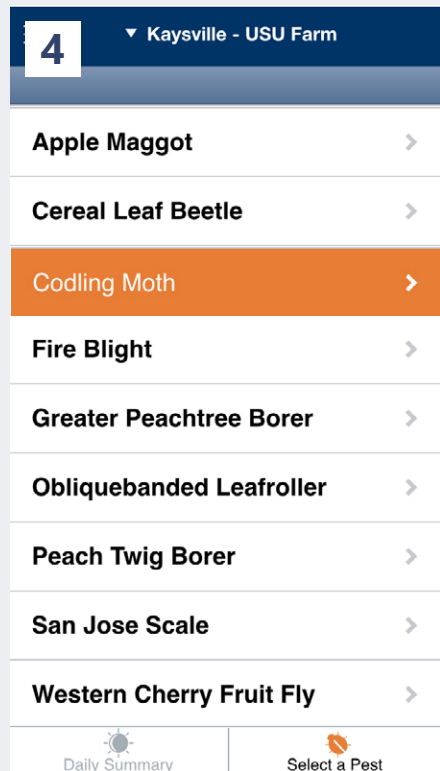 4
▼ Kaysville - USU Farm
Apple Maggot
Cereal Leaf Beetle
Codling Moth
Fire Blight
Greater Peachtree Borer
Obliquebanded Leafroller
Peach Twig Borer
San Jose Scale
Western Cherry Fruit Fly
Daily Summary
Select a Pest